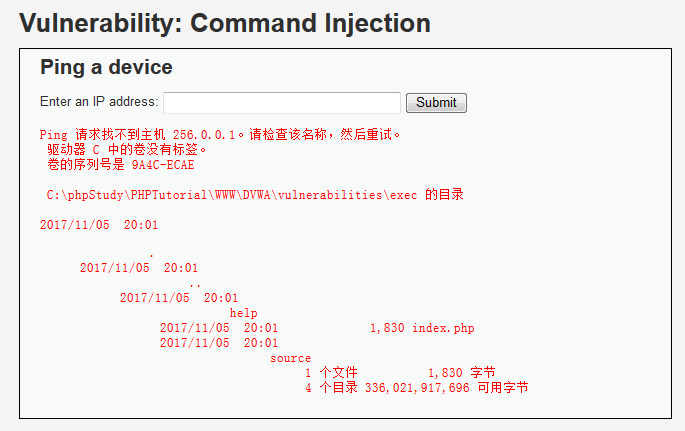 Vulnerability: Command Injection
Ping a device
Enter an IP address: Submit
Ping 请求找不到主机 256.0.0.1。请检查该名称，然后重试。
驱动器 C 中的卷没有标签。
卷的序列号是 9A4C-ECAE
C:\phpStudy\PHPTutorial\WWW\DVWA\vulnerabilities\exec 的目录
2017/11/05 20:01
.
2017/11/05 20:01
..
2017/11/05 20:01
help
2017/11/05 20:01 1,830 index.php
2017/11/05 20:01
source
1 个文件 1,830 字节
4 个目录 336,021,917,696 可用字节